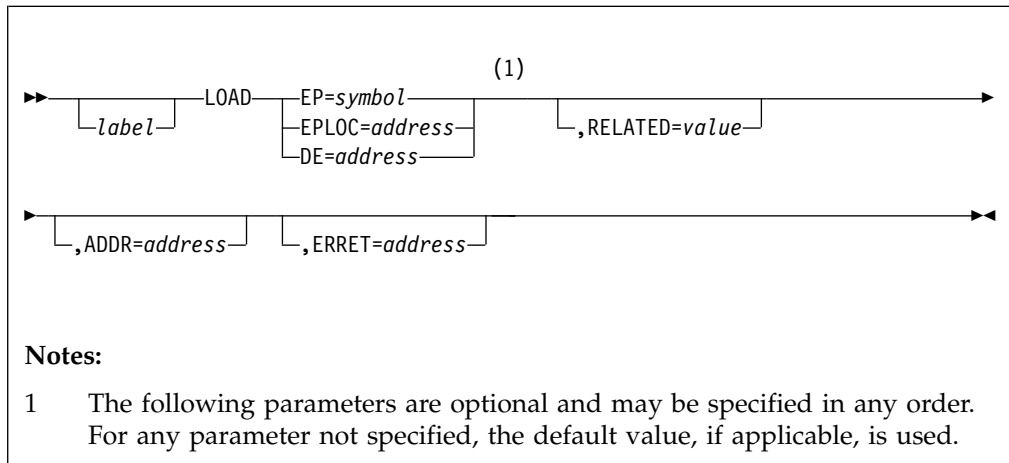 (1)
label LOAD EP=symbol ,RELATED=value
EPLOC=address
DE=address
,ADDR=address ,ERRET=address
Notes:
1 The following parameters are optional and may be specified in any order.
For any parameter not specified, the default value, if applicable, is used.